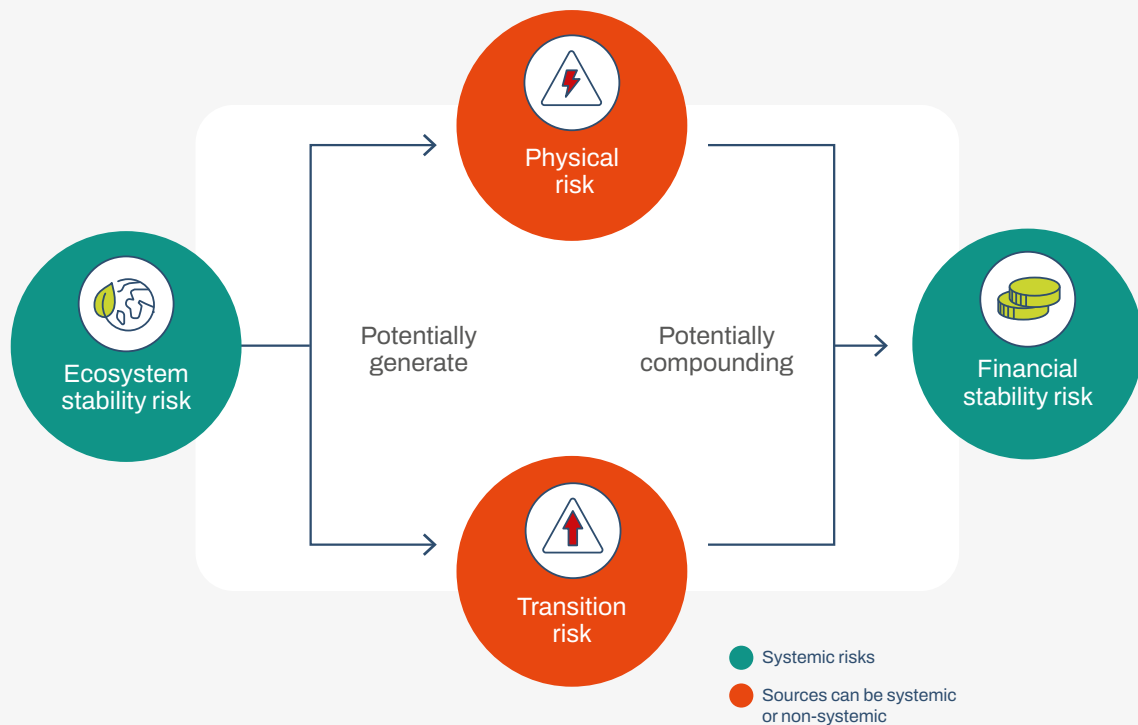 Physical
risk
Ecosystem
stability risk
Potentially
generate
Potentially
compounding
Financial
stability risk
Transition
risk
Systemic risks
Sources can be systemic
or non-systemic